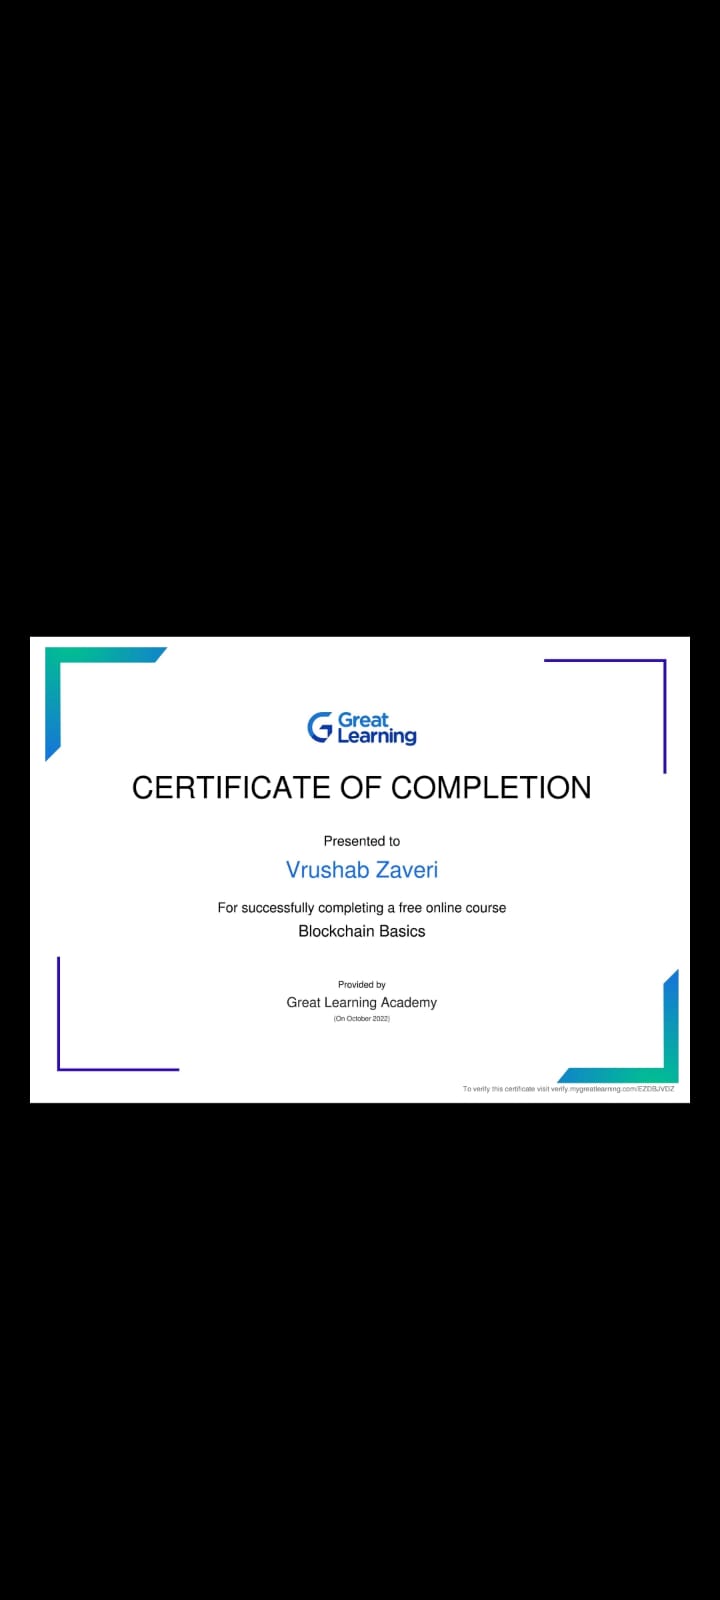 Great
Learning
CERTIFICATE OF COMPLETION
Presented to
Vrushab Zaveri
For successfully completing a free online course
Blockchain Basics
Provided by
Great Learning Academy
(On October 2022)
To verify this certificate visit verify.mygreatlearning.com/EZDBJVDZ